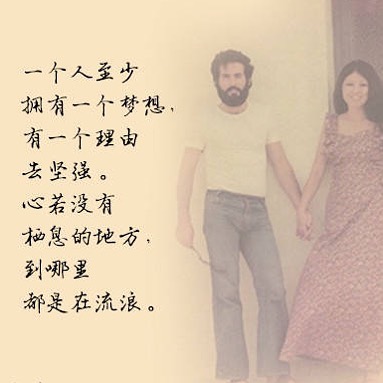 一个人至少
拥有一个梦想，
有一个理由
去坚强。
心若没有
栖息的地方，
到哪里
都是在流浪。